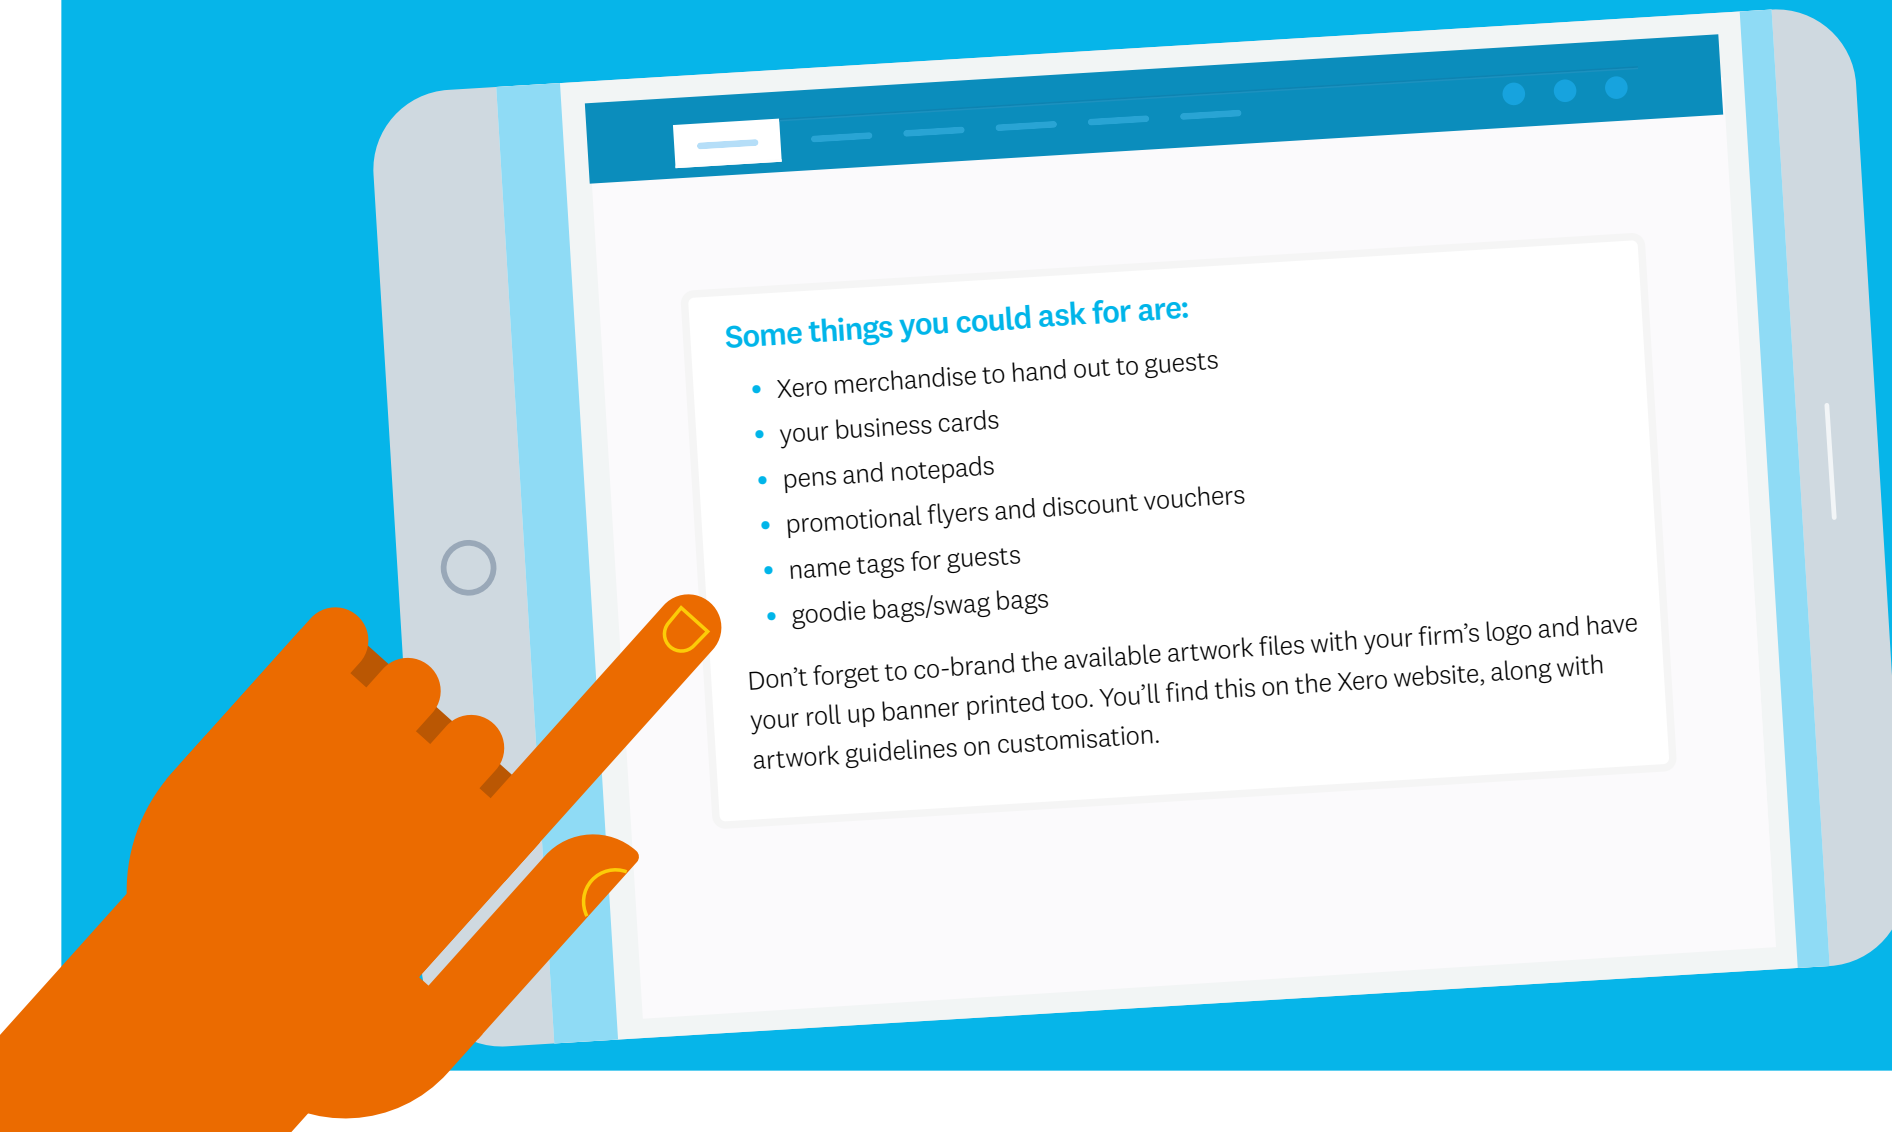 Some things you could ask for are:
• Xero merchandise to hand out to guests
• your business cards
• pens and notepads
• promotional flyers and discount vouchers
• name tags for guests
• goodie bags/swag bags
Don’t forget to co-brand the available artwork files with your firm’s logo and have
your roll up banner printed too. You’ll find this on the Xero website, along with
artwork guidelines on customisation.